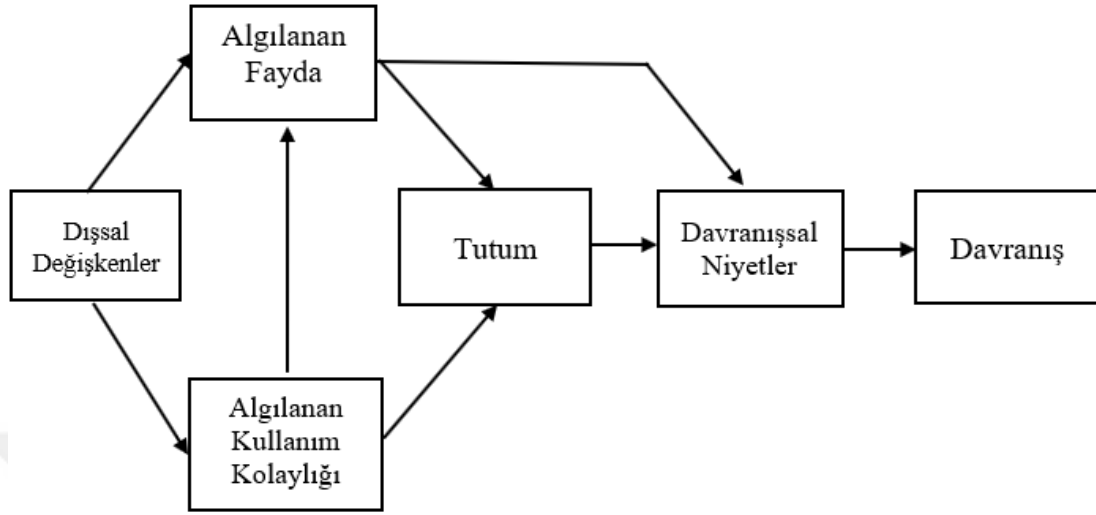 Algılanan
Fayda
Dışsal
Değişkenler
Tutum
Davranışsal
Niyetler
Davranış
Algılanan
Kullanım
Kolaylığı